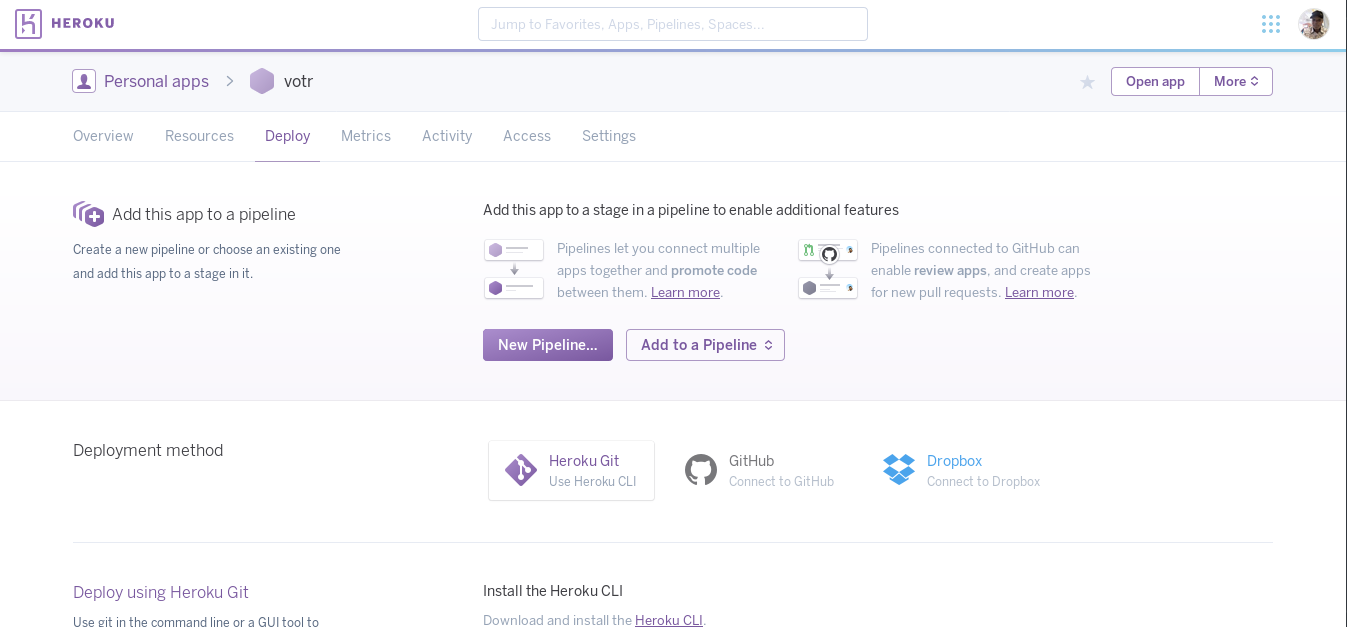 HEROKU
Jump to Favorites, Apps, Pipelines, Spaces...
Personal apps
votr
Open app
More
Overview
Resources
Deploy
Metrics
Activity
Access
Settings
Add this app to a pipeline
Create a new pipeline or choose an existing one
and add this app to a stage in it.
Add this app to a stage in a pipeline to enable additional features
Pipelines let you connect multiple
apps together and promote code
between them. Learn more.
Pipelines connected to GitHub can
enable review apps, and create apps
for new pull requests. Learn more.
New Pipeline...
Add to a Pipeline
Deployment method
Heroku Git
Use Heroku CLI
GitHub
Connect to GitHub
Dropbox
Connect to Dropbox
Deploy using Heroku Git
Use git in the command line or a GUI tool to
Install the Heroku CLI
Download and install the Heroku CLI.